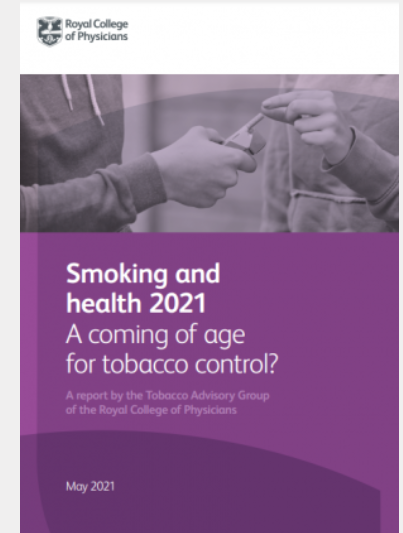 Royal College
of Physicians
Smoking and
health 2021
A coming of age
for tobacco control?
A report by the Tobacco Advisory Group
of the Royal College of Physicians
May 2021